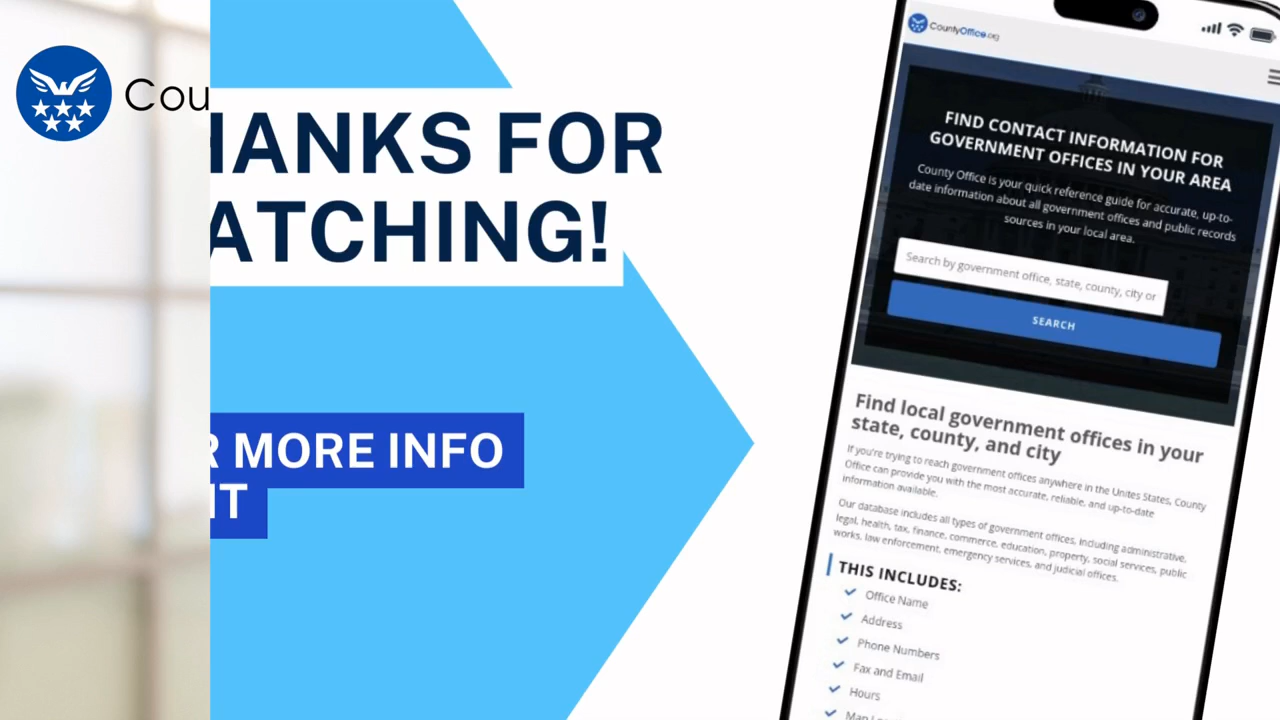 Cou
HANKS FOR
ATCHING!
R MORE INFO
IT
CountyOffice.org
FIND CONTACT INFORMATION FOR
GOVERNMENT OFFICES IN YOUR AREA
County Office is your quick reference guide for accurate, up-to-
date information about all government offices and public records
sources in your local area.
Search by government office, state, county, city or
SEARCH
Find local government offices in your
state, county, and city
If you're trying to reach government offices anywhere in the Unites States, County
Office can provide you with the most accurate, reliable, and up-to-date
information available.
Our database includes all types of government offices, including administrative,
legal, health, tax, finance, commerce, education, property, social services, public
works, law enforcement, emergency services, and judicial offices.
THIS INCLUDES:
Office Name
Address
Phone Numbers
Fax and Email
Hours